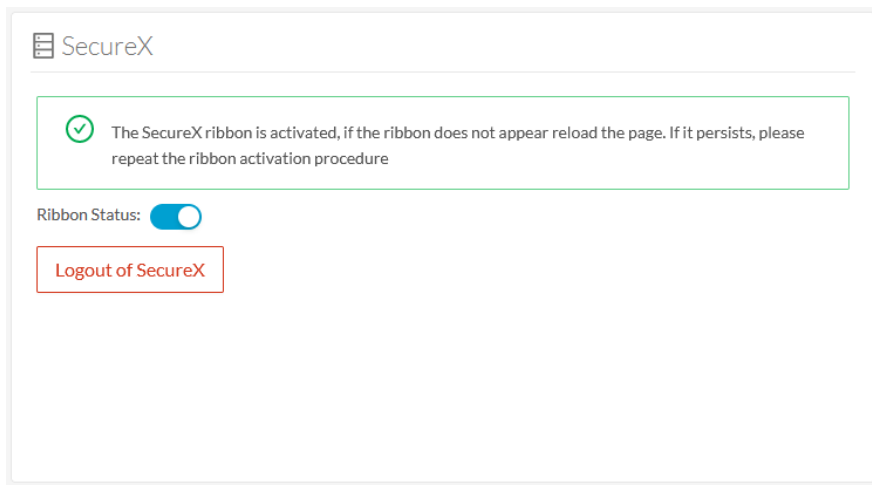 SecureX
The SecureX ribbon is activated, if the ribbon does not appear reload the page. If it persists, please
repeat the ribbon activation procedure
Ribbon Status:
Logout of SecureX